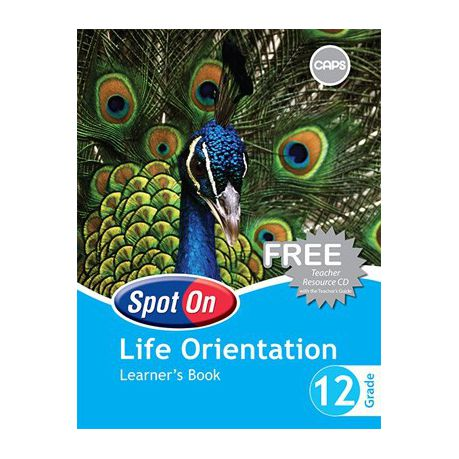 CAPS
FREE
Teacher
Resource CD
with the Teacher's Guide
Spot On
Life Orientation
Learner's Book
12
Grade